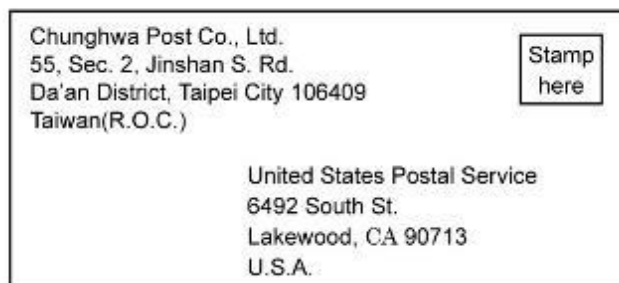 Chunghwa Post Co., Ltd.
55, Sec. 2, Jinshan S. Rd.
Da'an District, Taipei City 106409
Taiwan(R.O.C.)
Stamp
here
United States Postal Service
6492 South St.
Lakewood, CA 90713
U.S.A.